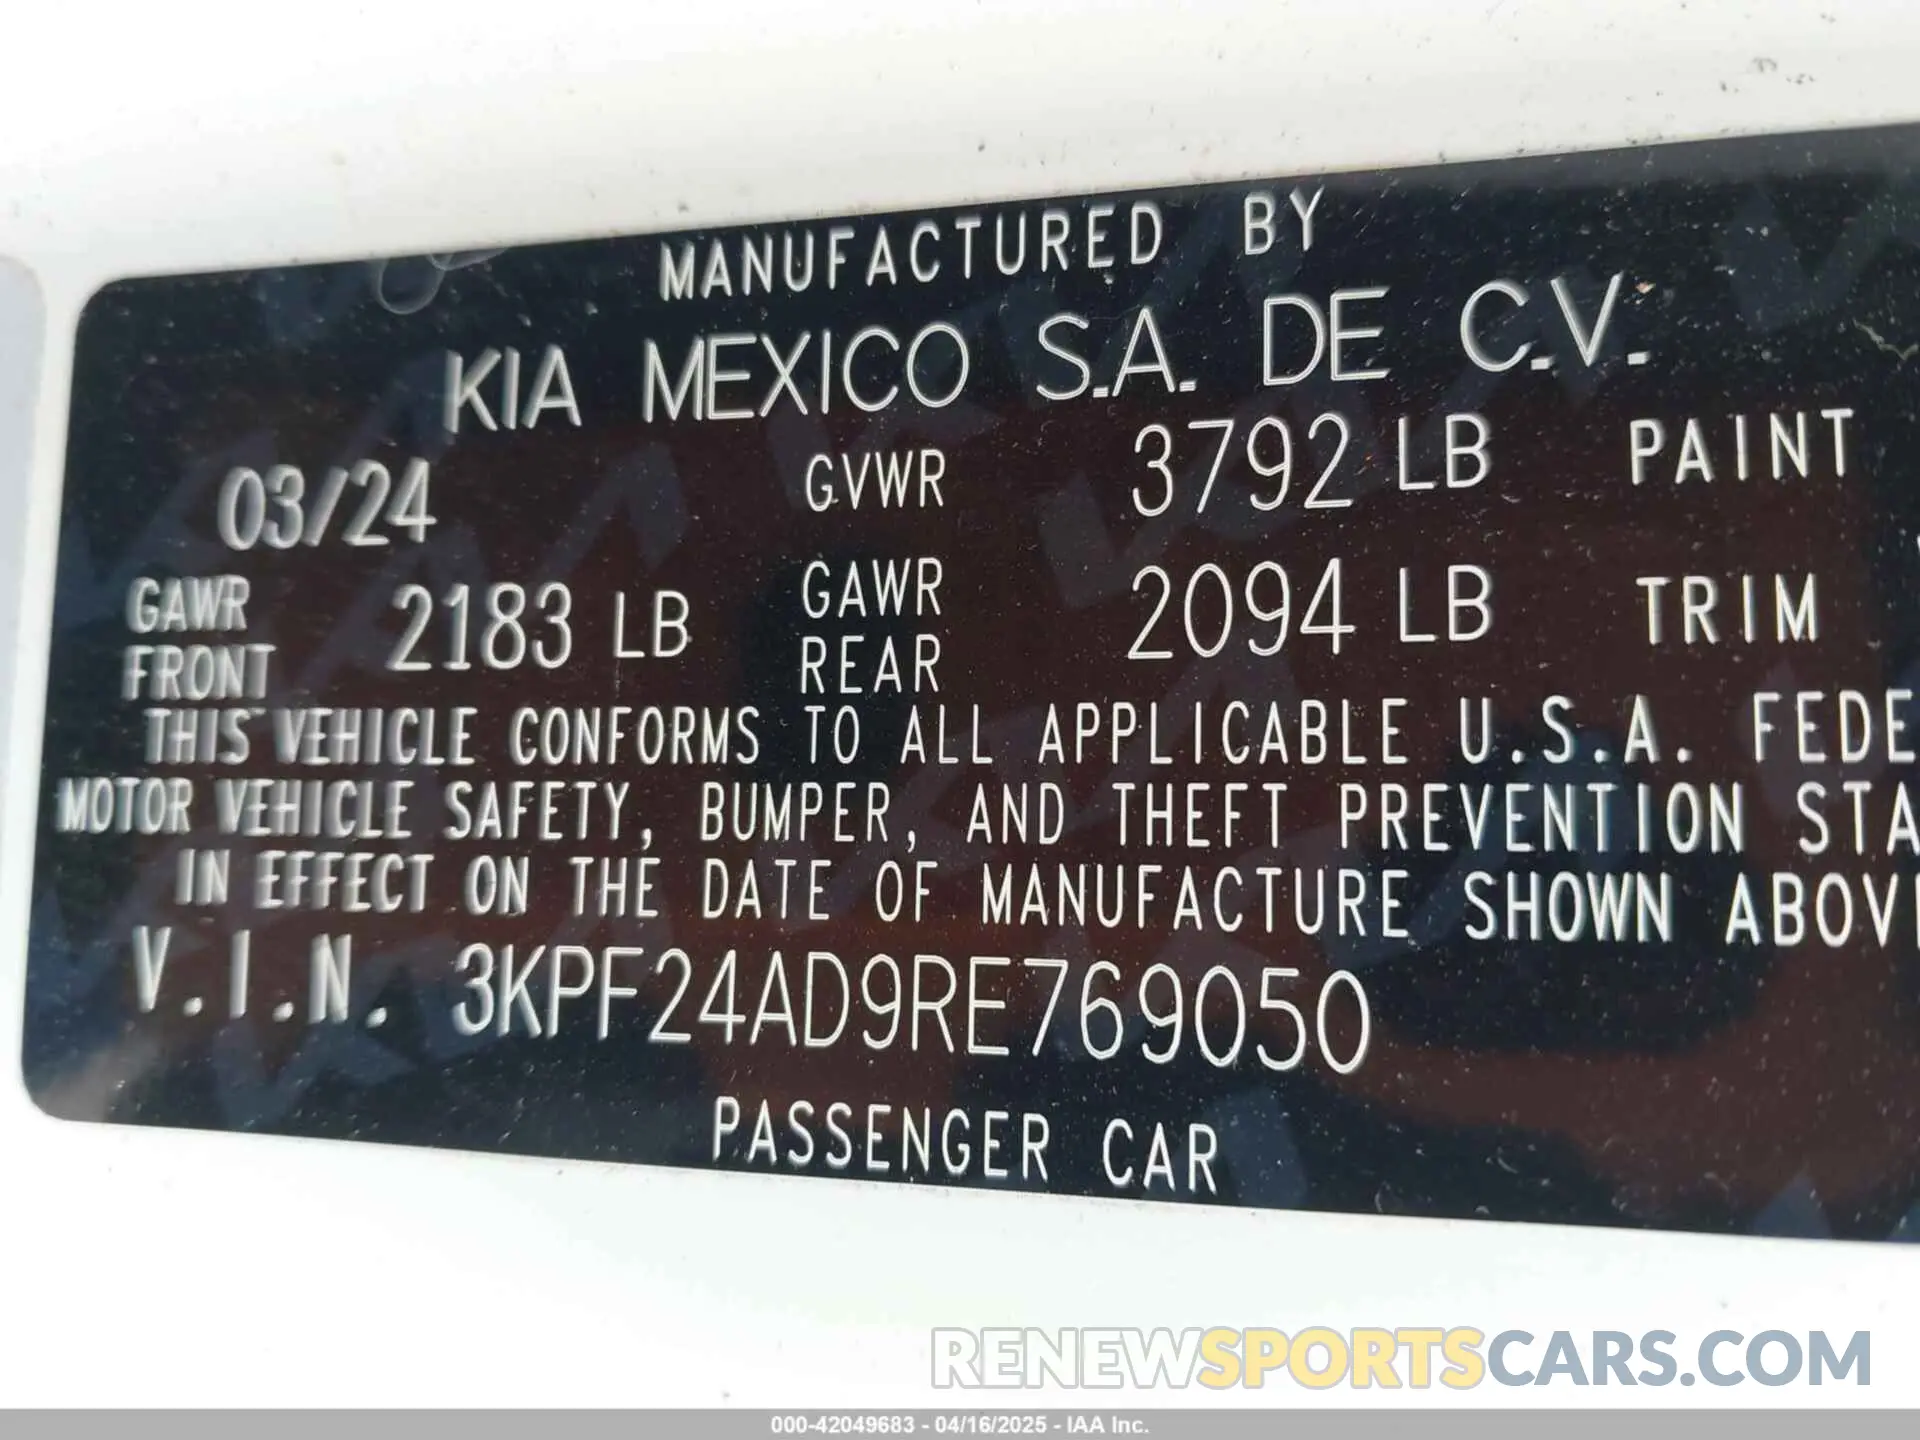 MANUFACTURED BY
KIA MEXICO S.A. DE C.V.
03/24 GVWR 3792 LB PAINT
GAWR FRONT 2183 LB GAWR REAR 2094 LB TRIM
THIS VEHICLE CONFORMS TO ALL APPLICABLE U.S.A. FEDE
MOTOR VEHICLE SAFETY, BUMPER, AND THEFT PREVENTION STA
IN EFFECT ON THE DATE OF MANUFACTURE SHOWN ABOV
V.I.N. 3KPF24AD9RE769050
PASSENGER CAR
RENEWSPORTSCARS.COM
000-42049683 - 04/16/2025 - IAA Inc.